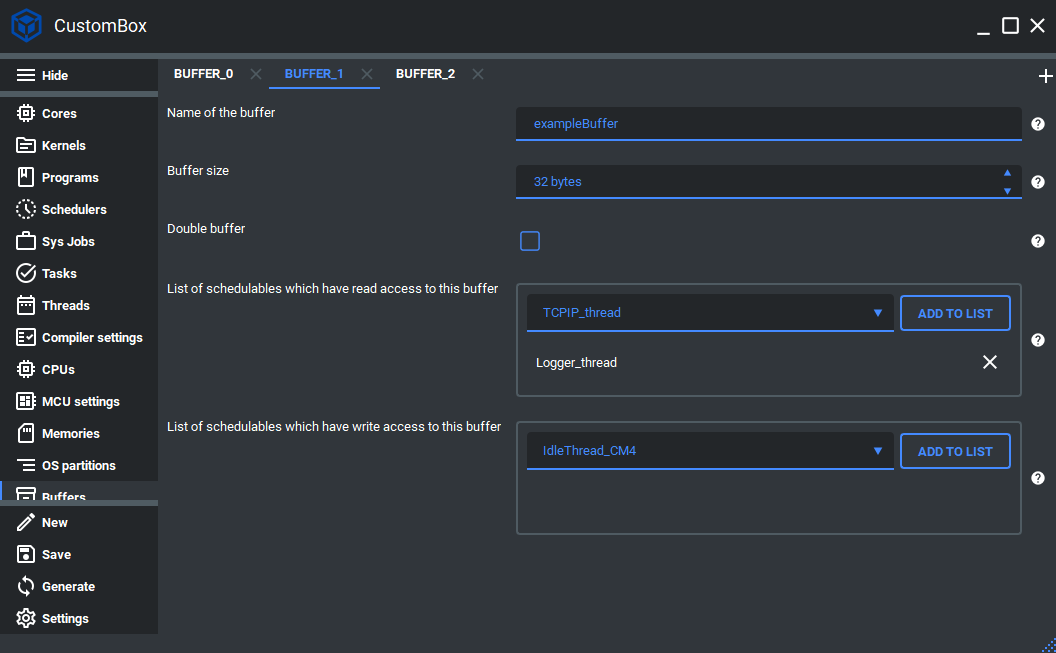 CustomBox
Hide
BUFFER_0
BUFFER_1
BUFFER_2
Cores
Kernels
Programs
Schedulers
Sys Jobs
Tasks
Threads
Compiler settings
CPUs
MCU settings
Memories
OS partitions
Buffers
New
Save
Generate
Settings
Name of the buffer
exampleBuffer
?
Buffer size
32 bytes
?
Double buffer
?
List of schedulables which have read access to this buffer
TCPIP_thread
ADD TO LIST
Logger_thread
?
List of schedulables which have write access to this buffer
IdleThread_CM4
ADD TO LIST
?